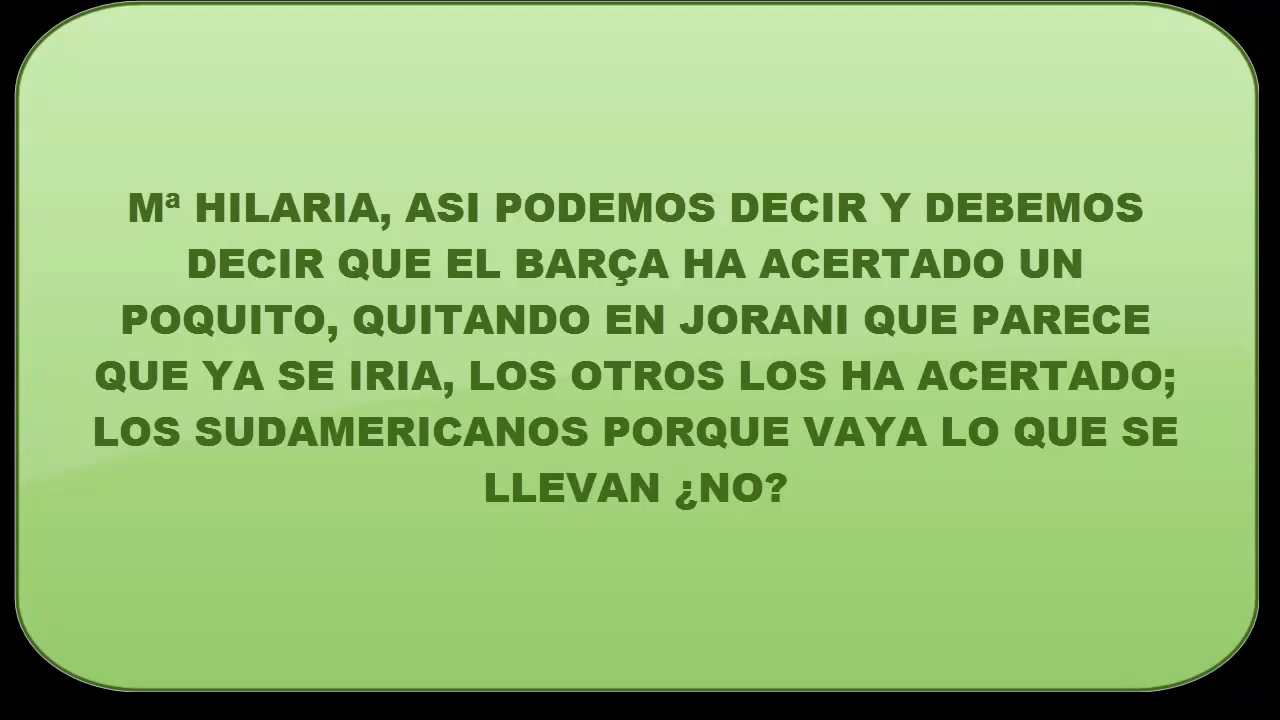 Mª HILARIA, ASI PODEMOS DECIR Y DEBEMOS
DECIR QUE EL BARÇA HA ACERTADO UN
POQUITO, QUITANDO EN JORANI QUE PARECE
QUE YA SE IRIA, LOS OTROS LOS HA ACERTADO;
LOS SUDAMERICANOS PORQUE VAYA LO QUE SE
LLEVAN ¿NO?